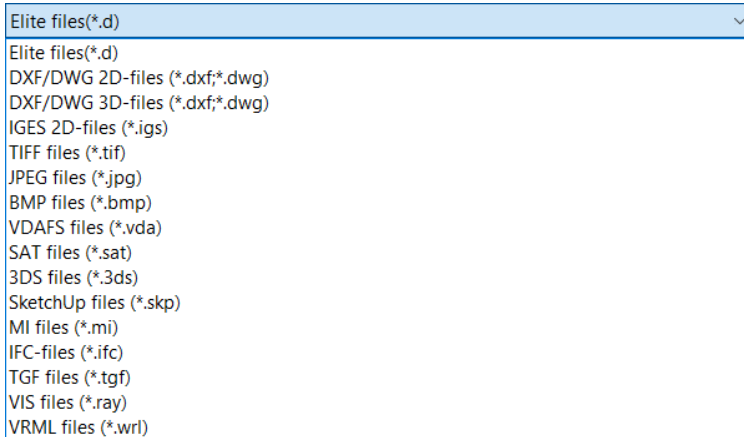 Elite files(*.d)
Elite files(*.d)
DXF/DWG 2D-files (*.dxf;*.dwg)
DXF/DWG 3D-files (*.dxf;*.dwg)
IGES 2D-files (*.igs)
TIFF files (*.tif)
JPEG files (*.jpg)
BMP files (*.bmp)
VDAFS files (*.vda)
SAT files (*.sat)
3DS files (*.3ds)
SketchUp files (*.skp)
MI files (*.mi)
IFC-files (*.ifc)
TGF files (*.tgf)
VIS files (*.ray)
VRML files (*.wrl)